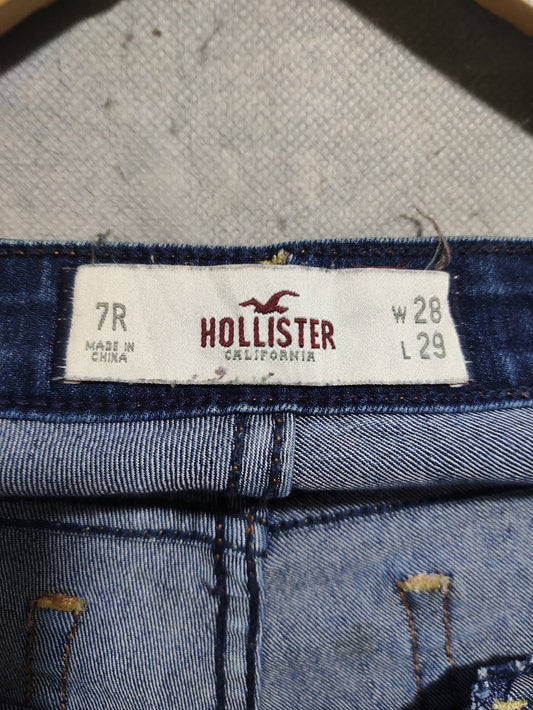 7R
MADE IN
CHINA
HOLLISTER
CALIFORNIA
W 28
L 29